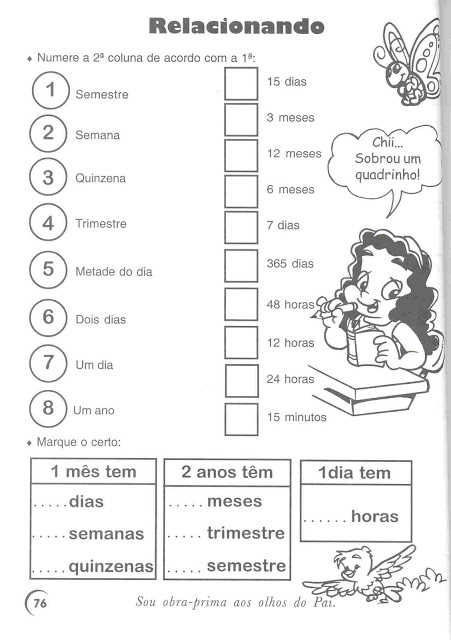 Relacionando
♦ Numere a 2ª coluna de acordo com a 1ª:
1 Semestre
2 Semana
3 Quinzena
4 Trimestre
5 Metade do dia
6 Dois dias
7 Um dia
8 Um ano
15 dias
3 meses
12 meses
6 meses
7 dias
365 dias
48 horas
12 horas
24 horas
15 minutos
Chii...
Sobrou um
quadrinho!
♦ Marque o certo:
1 mês tem
.....dias
.....semanas
.....quinzenas
2 anos têm
.....meses
.....trimestre
.....semestre
1dia tem
......horas
76
Sou obra-prima aos olhos do Pai.